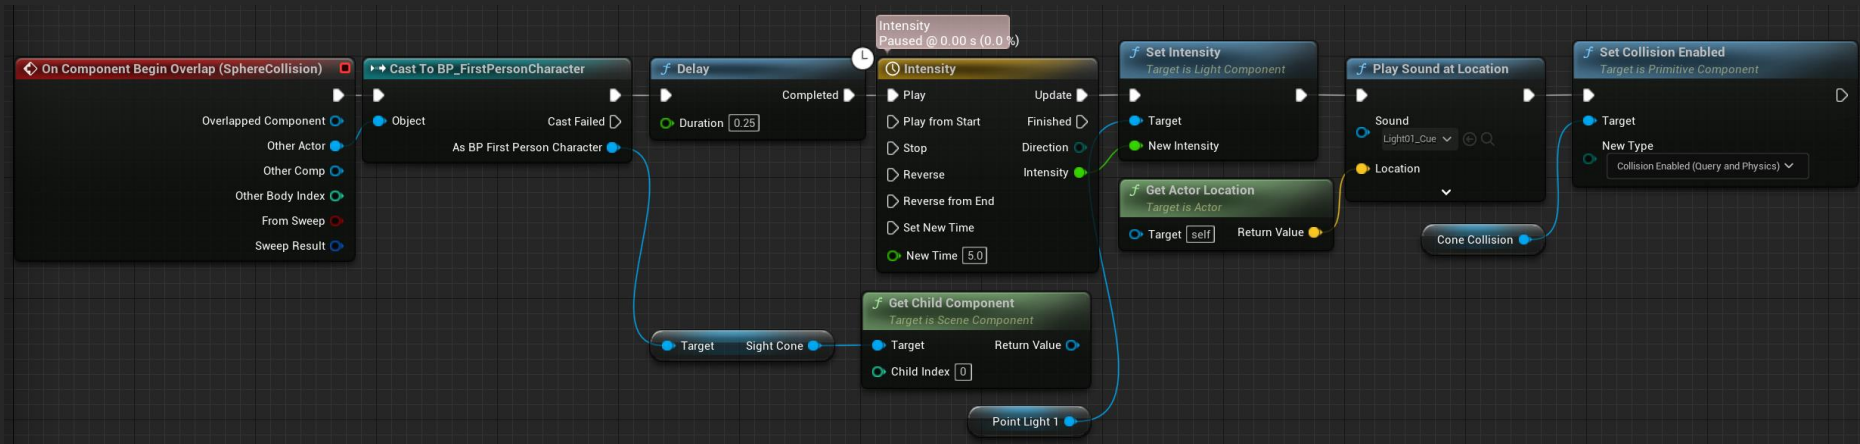 Intensity
Paused @ 0.00 s (0.0 %)
On Component Begin Overlap (SphereCollision)
Overlapped Component
Other Actor
Other Comp
Other Body Index
From Sweep
Sweep Result
Cast To BP_FirstPersonCharacter
Object
Cast Failed
As BP First Person Character
f Delay
Completed
Duration 0.25
Intensity
Play
Update
Play from Start
Finished
Stop
Direction
Reverse
Intensity
Reverse from End
Set New Time
New Time 5.0
f Set Intensity
Target is Light Component
Target
New Intensity
f Get Actor Location
Target is Actor
Target self
Return Value
f Play Sound at Location
Sound
Light01_Cue
Location
f Set Collision Enabled
Target is Primitive Component
Target
New Type
Collision Enabled (Query and Physics)
Cone Collision
Target
Sight Cone
f Get Child Component
Target is Scene Component
Target
Return Value
Child Index 0
Point Light 1